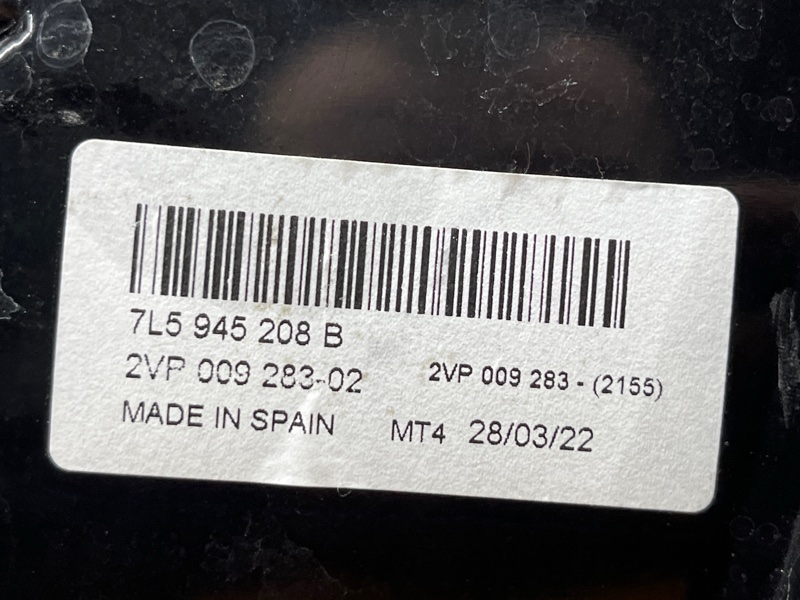 7L5 945 208 B
2VP 009 283-02 2VP 009 283 - (2155)
MADE IN SPAIN MT4 28/03/22